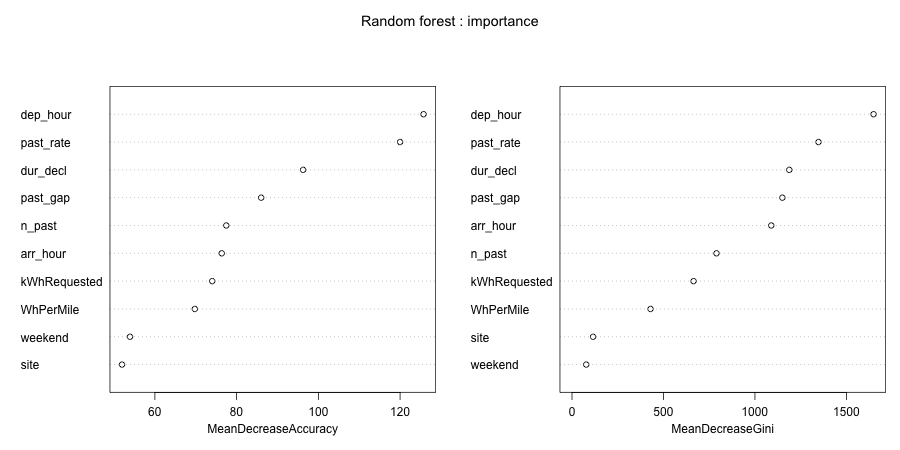 Random forest : importance
dep_hour
past_rate
dur_decl
past_gap
n_past
arr_hour
kWhRequested
WhPerMile
weekend
site
60 80 100 120
MeanDecreaseAccuracy
dep_hour
past_rate
dur_decl
past_gap
arr_hour
n_past
kWhRequested
WhPerMile
site
weekend
0 500 1000 1500
MeanDecreaseGini